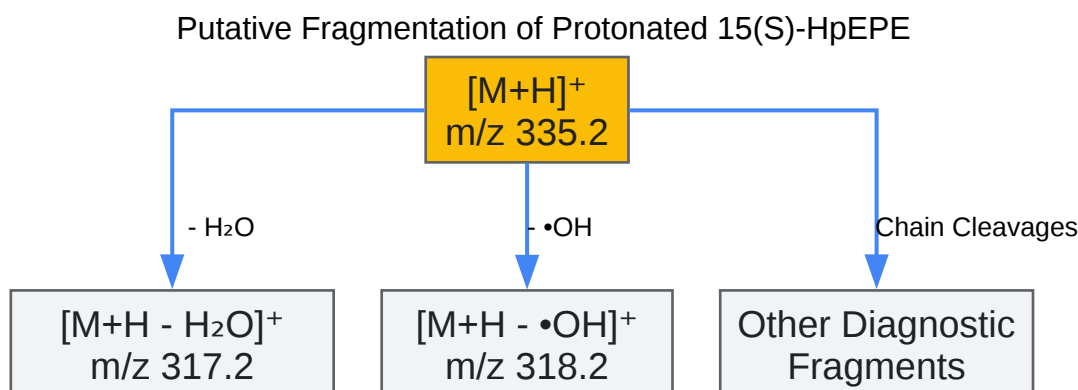 Putative Fragmentation of Protonated 15(S)-HpEPE
[M+H]⁺
m/z 335.2
- H₂O
- •OH
Chain Cleavages
[M+H - H₂O]⁺
m/z 317.2
[M+H - •OH]⁺
m/z 318.2
Other Diagnostic
Fragments